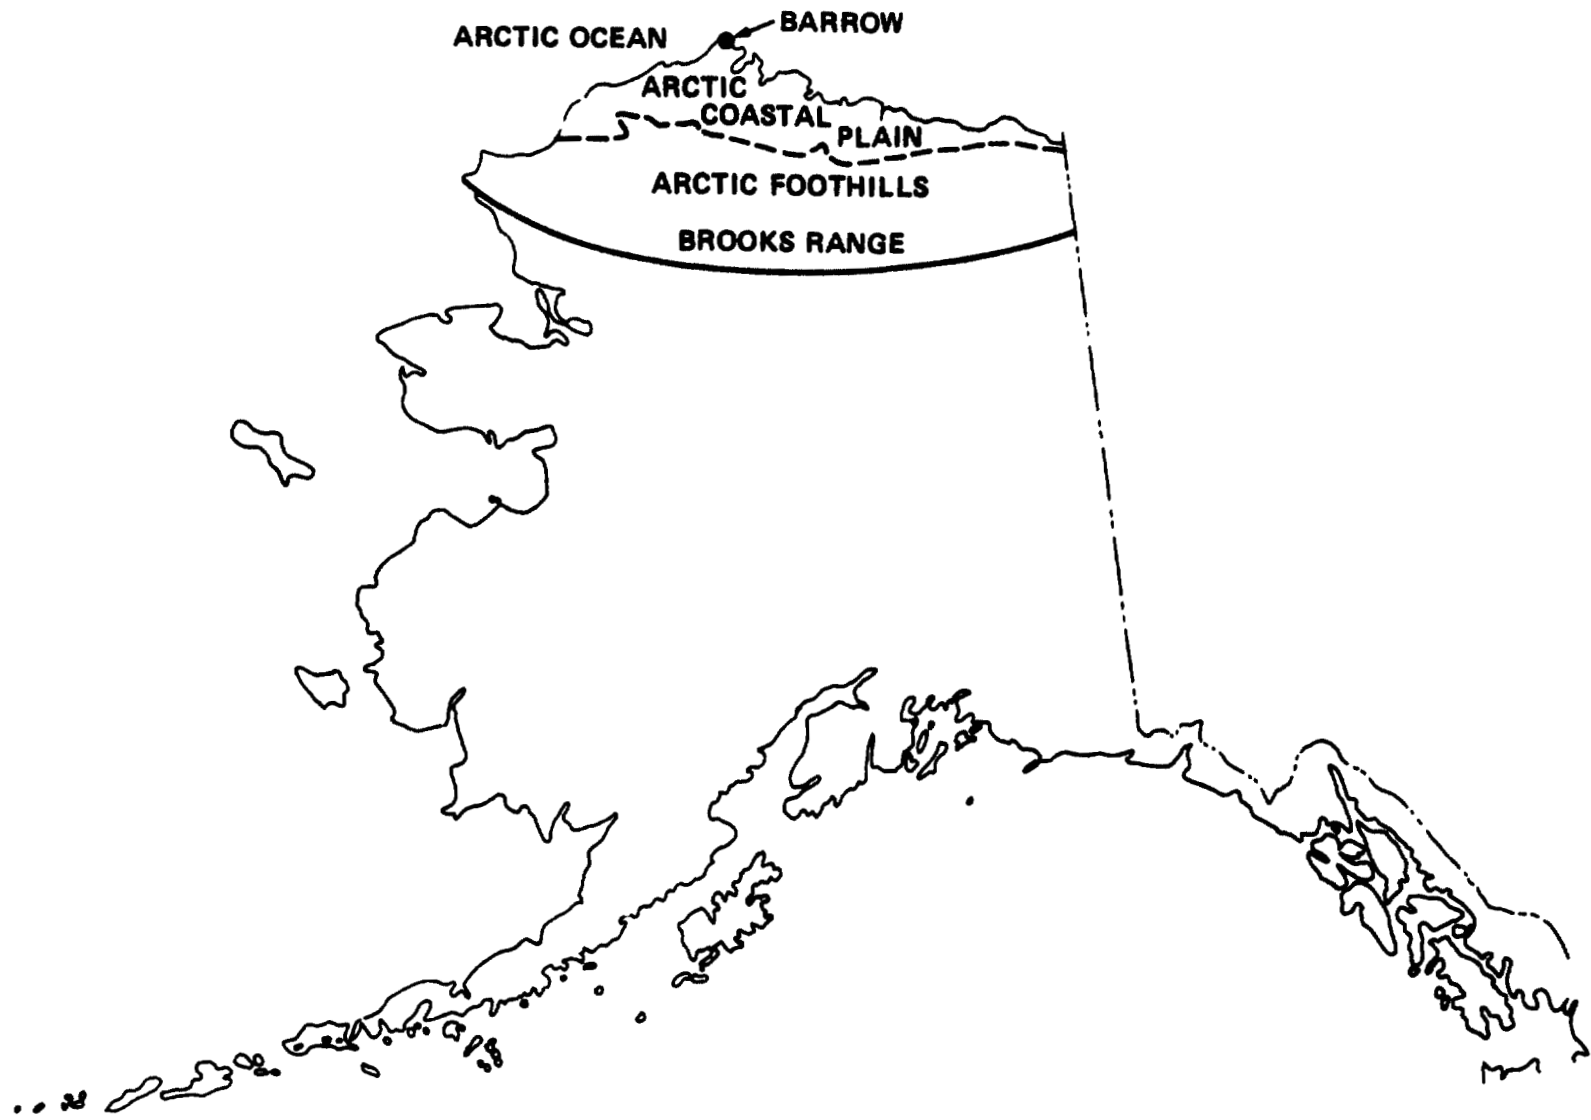 BARROW
ARCTIC OCEAN
ARCTIC
COASTAL
PLAIN
ARCTIC FOOTHILLS
BROOKS RANGE